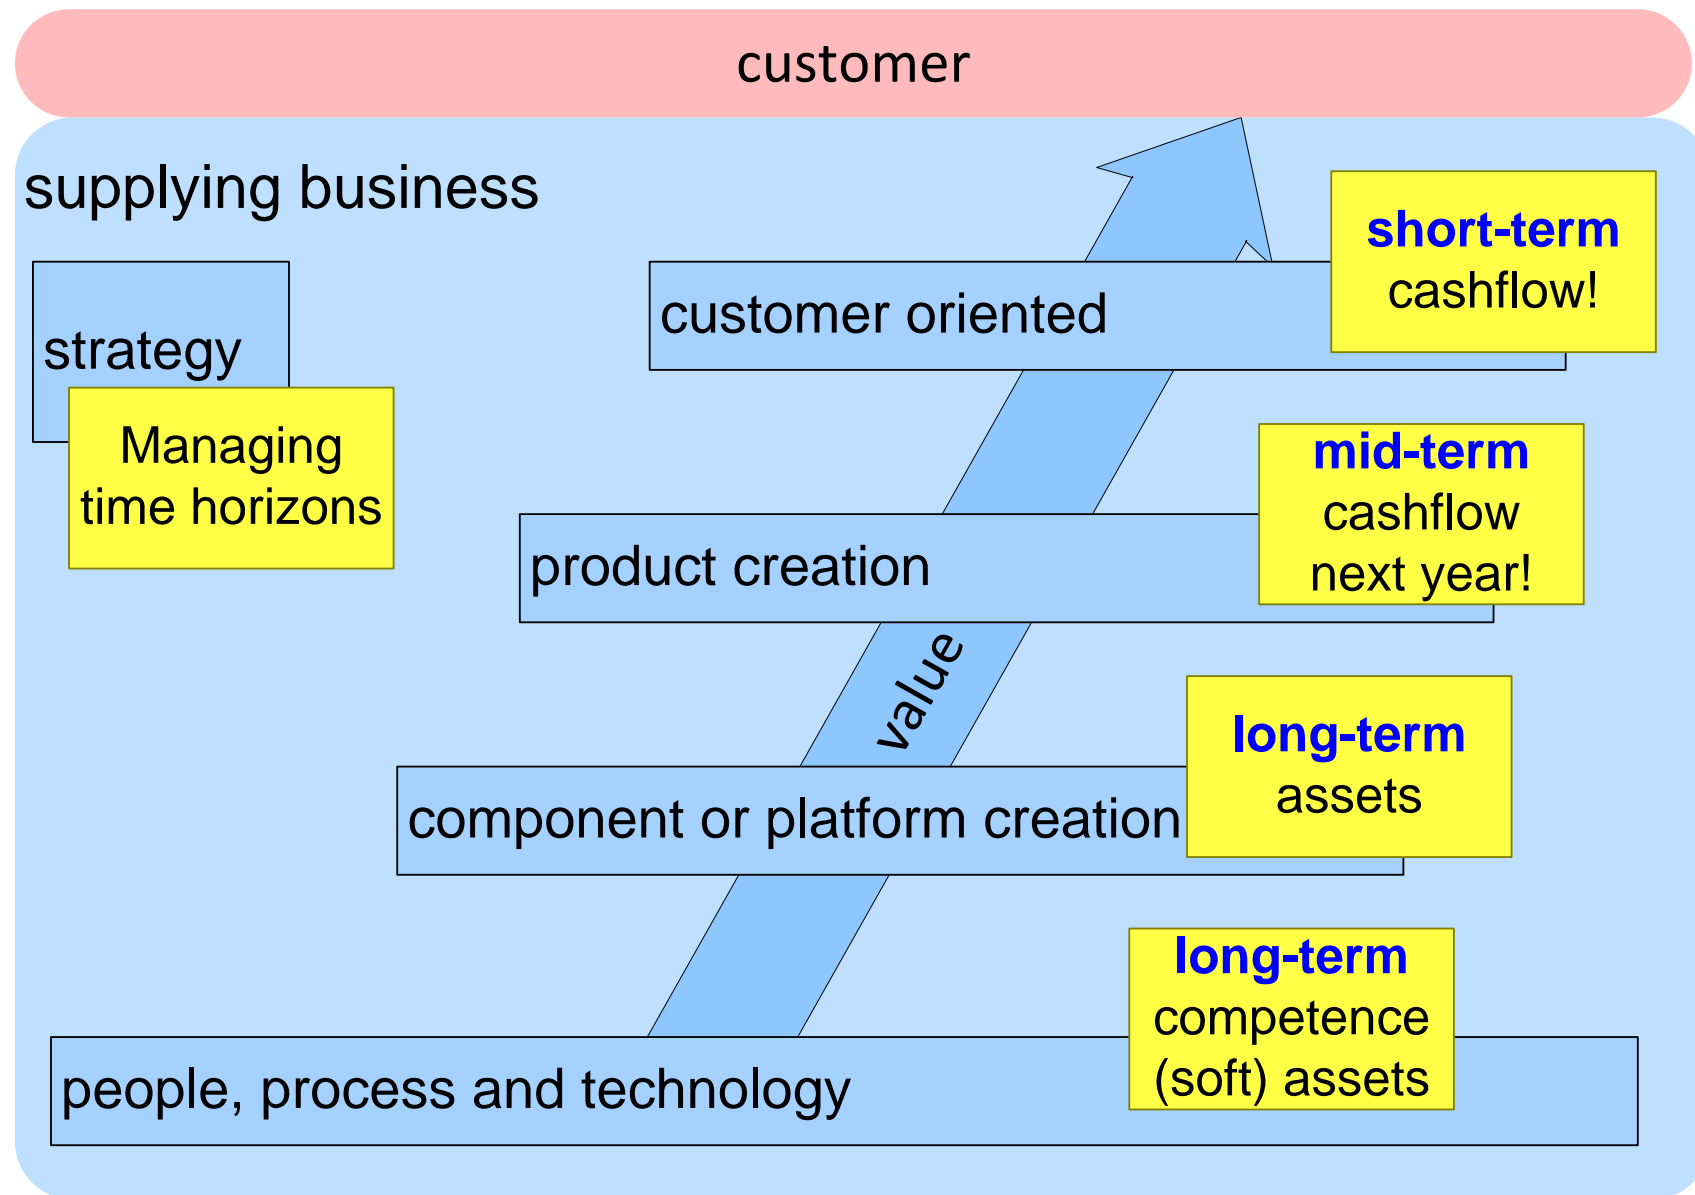 customer
supplying business
short-term
cashflow!
customer oriented
strategy
Managing
time horizons
mid-term
cashflow
next year!
product creation
value
long-term
assets
component or platform creation
long-term
competence
(soft) assets
people, process and technology